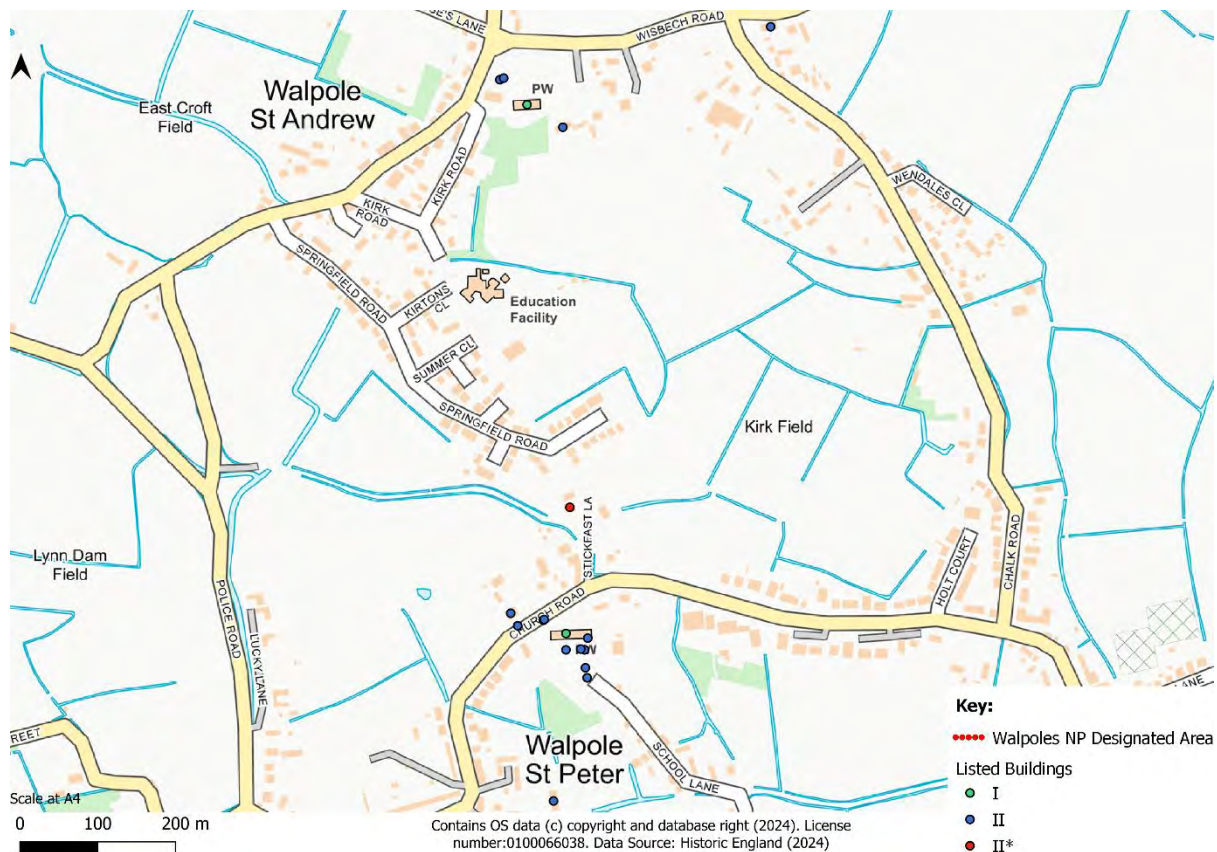 WISBECH ROAD
PW
Walpole
St Andrew
East Croft
Field
KIRK ROAD
KIRK
ROAD
WENDALES CL
SPRINGFIELD ROAD
KIRTONS
CL
Education
Facility
SUMMER CL
SPRINGFIELD ROAD
Kirk Field
STICKFAST LA
Lynn Dam
Field
POLICE ROAD
LUCKY LANE
CHURCH ROAD
HOLT COURT
CHALK ROAD
Walpole
St Peter
SCHOOL LANE
LANE
REET
Key:
Walpoles NP Designated Area
Listed Buildings
I
II
II*
Scale at A4
0 100 200 m
Contains OS data (c) copyright and database right (2024). License
number:0100066038. Data Source: Historic England (2024)